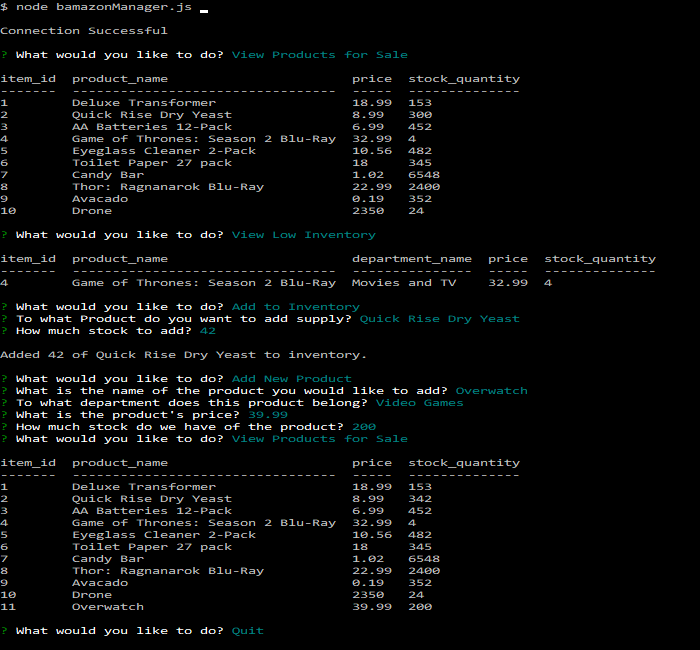 $ node bamazonManager.js
Connection Successful
? What would you like to do? View Products for Sale
item_id  product_name                       price  stock_quantity
-------  ---------------------------------  -----  --------------
1        Deluxe Transformer                 18.99  153
2        Quick Rise Dry Yeast               8.99   300
3        AA Batteries 12-Pack               6.99   452
4        Game of Thrones: Season 2 Blu-Ray  32.99  4
5        Eyeglass Cleaner 2-Pack            10.56  482
6        Toilet Paper 27 pack               18     345
7        Candy Bar                          1.02   6548
8        Thor: Ragnanarok Blu-Ray           22.99  2400
9        Avacado                            0.19   352
10       Drone                              2350   24
? What would you like to do? View Low Inventory
item_id  product_name                       department_name  price  stock_quantity
-------  ---------------------------------  ---------------  -----  --------------
4        Game of Thrones: Season 2 Blu-Ray  Movies and TV    32.99  4
? What would you like to do? Add to Inventory
? To what Product do you want to add supply? Quick Rise Dry Yeast
? How much stock to add? 42
Added 42 of Quick Rise Dry Yeast to inventory.
? What would you like to do? Add New Product
? What is the name of the product you would like to add? Overwatch
? To what department does this product belong? Video Games
? What is the product's price? 39.99
? How much stock do we have of the product? 200
? What would you like to do? View Products for Sale
item_id  product_name                       price  stock_quantity
-------  ---------------------------------  -----  --------------
1        Deluxe Transformer                 18.99  153
2        Quick Rise Dry Yeast               8.99   342
3        AA Batteries 12-Pack               6.99   452
4        Game of Thrones: Season 2 Blu-Ray  32.99  4
5        Eyeglass Cleaner 2-Pack            10.56  482
6        Toilet Paper 27 pack               18     345
7        Candy Bar                          1.02   6548
8        Thor: Ragnanarok Blu-Ray           22.99  2400
9        Avacado                            0.19   352
10       Drone                              2350   24
11       Overwatch                          39.99  200
? What would you like to do? Quit